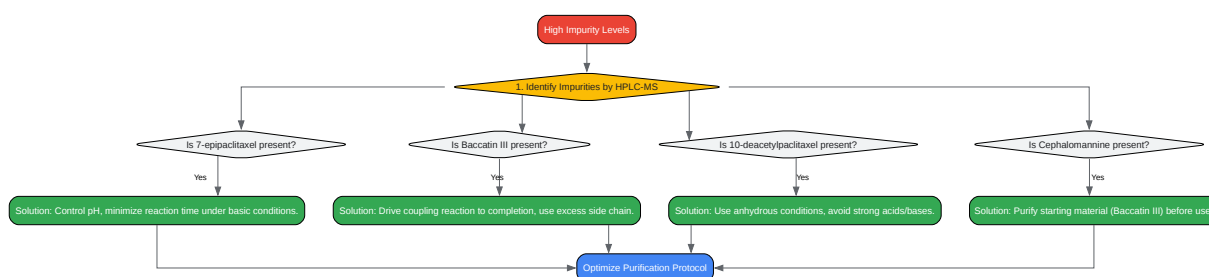 High Impurity Levels
1. Identify Impurities by HPLC-MS
Is 7-epipaclitaxel present?
Is Baccatin III present?
Is 10-deacetylpaclitaxel present?
Is Cephalomannine present?
Yes
Yes
Yes
Yes
Solution: Control pH, minimize reaction time under basic conditions.
Solution: Drive coupling reaction to completion, use excess side chain.
Solution: Use anhydrous conditions, avoid strong acids/bases.
Solution: Purify starting material (Baccatin III) before use
Optimize Purification Protocol